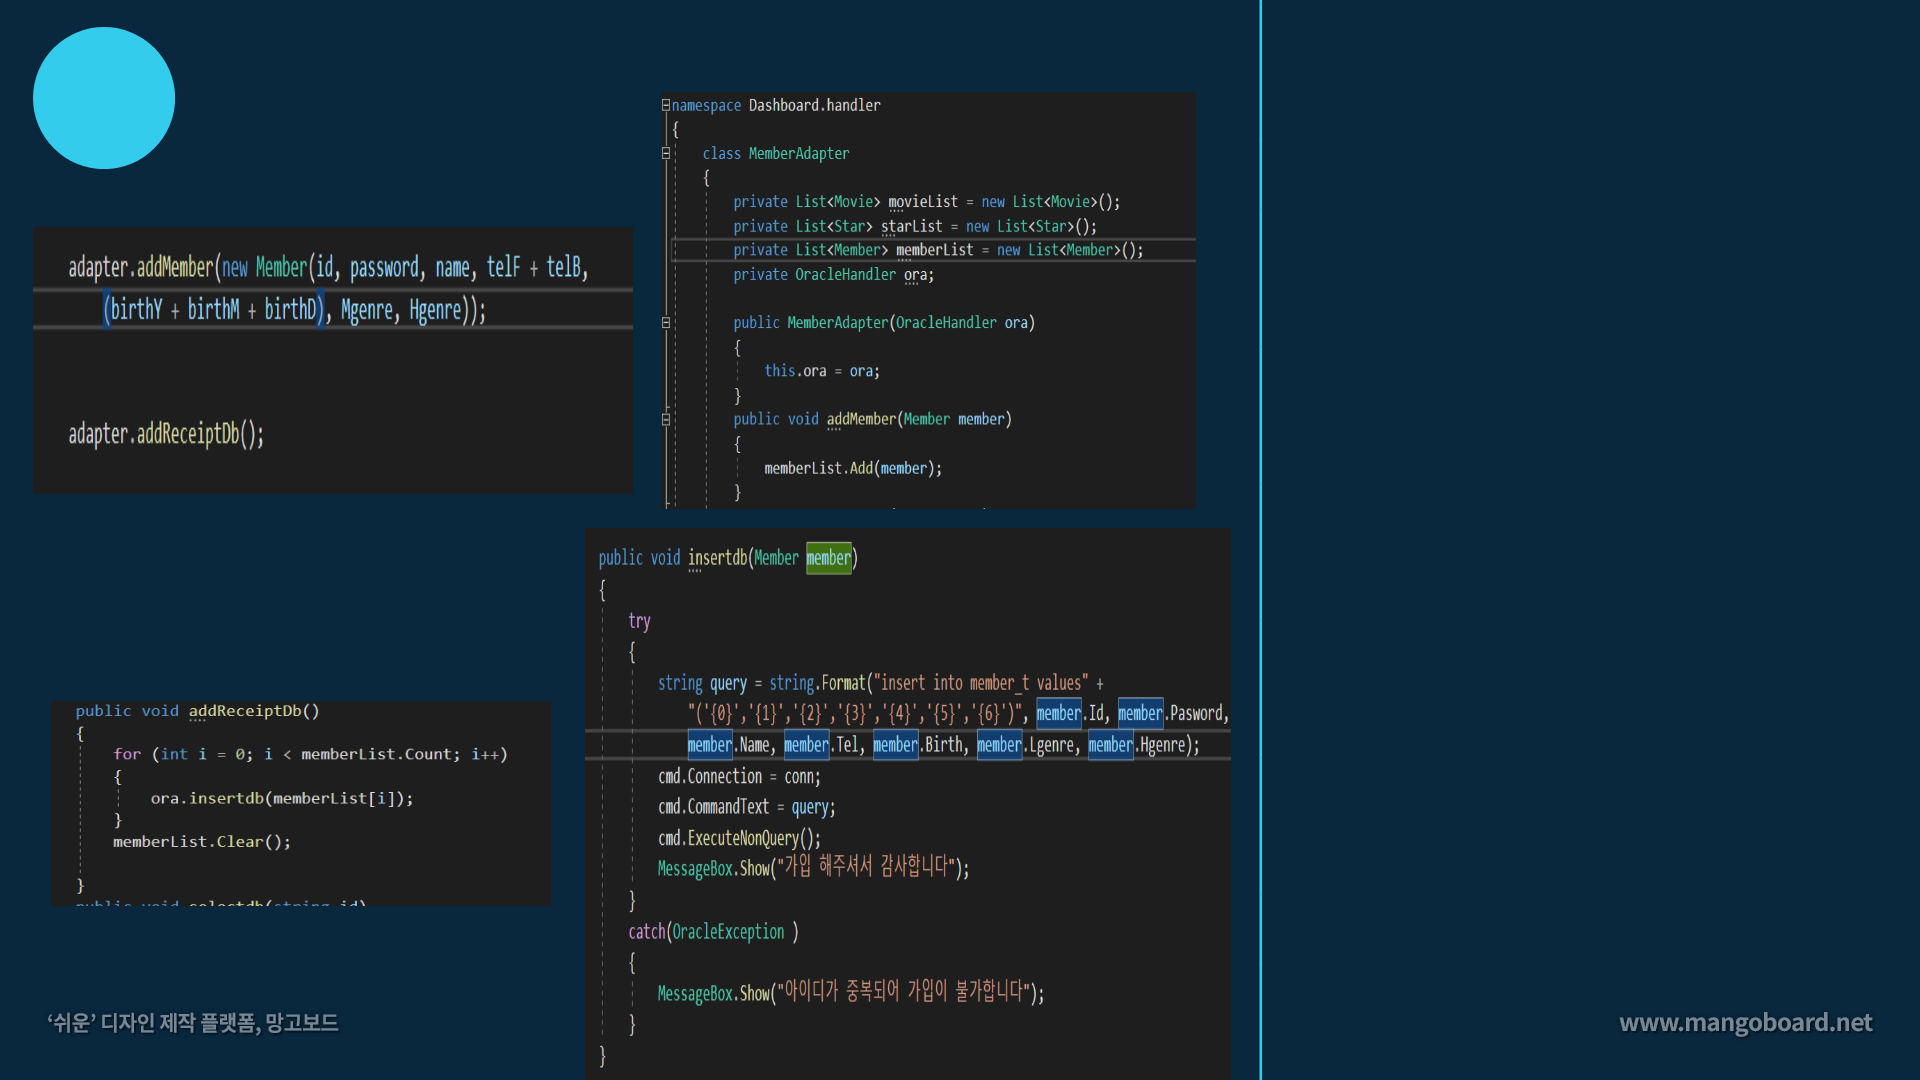 adapter.addMember(new Member(id, password, name, telF + telB,
(birthY + birthM + birthD), Mgenre, Hgenre));
adapter.addReceiptDb();
namespace Dashboard.handler
{
class MemberAdapter
{
private List<Movie> movieList = new List<Movie>();
private List<Star> starList = new List<Star>();
private List<Member> memberList = new List<Member>();
private OracleHandler ora;
public MemberAdapter(OracleHandler ora)
{
this.ora = ora;
}
public void addMember(Member member)
{
memberList.Add(member);
}
public void addReceiptDb()
{
for (int i = 0; i < memberList.Count; i++)
{
ora.insertdb(memberList[i]);
}
memberList.Clear();
}
public void selectdb(string id)
public void insertdb(Member member)
{
try
{
string query = string.Format("insert into member_t values" +
"('{0}','{1}','{2}','{3}','{4}','{5}','{6}')", member.Id, member.Pasword,
member.Name, member.Tel, member.Birth, member.Lgenre, member.Hgenre);
cmd.Connection = conn;
cmd.CommandText = query;
cmd.ExecuteNonQuery();
MessageBox.Show("가입 해주셔서 감사합니다");
}
catch(OracleException )
{
MessageBox.Show("아이디가 중복되어 가입이 불가합니다");
}
}
‘쉬운’ 디자인 제작 플랫폼, 망고보드
www.mangoboard.net